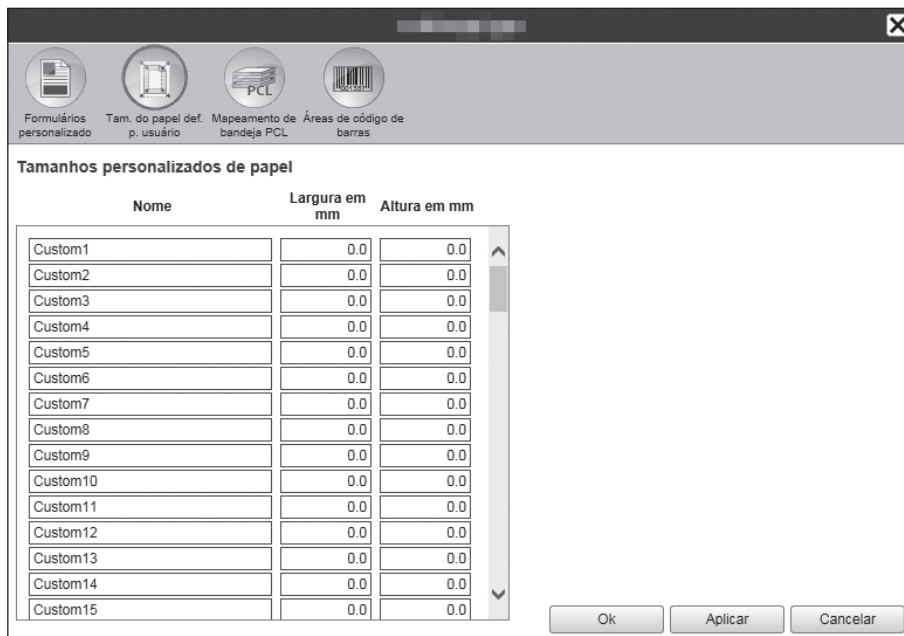 PCL
Formulários
personalizado
Tam. do papel def.
p. usuário
Mapeamento de
bandeja PCL
Áreas de código de
barras
Tamanhos personalizados de papel
Nome
Largura em
mm
Altura em mm
Custom1 0.0 0.0
Custom2 0.0 0.0
Custom3 0.0 0.0
Custom4 0.0 0.0
Custom5 0.0 0.0
Custom6 0.0 0.0
Custom7 0.0 0.0
Custom8 0.0 0.0
Custom9 0.0 0.0
Custom10 0.0 0.0
Custom11 0.0 0.0
Custom12 0.0 0.0
Custom13 0.0 0.0
Custom14 0.0 0.0
Custom15 0.0 0.0
Ok Aplicar Cancelar